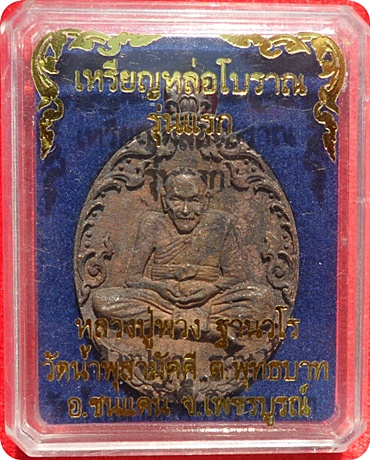 เหรียญหล่อโบราณ
รุ่นแรก
หลวงปู่พวง ฐานวโร
วัดน้ำพุสามัคคี ต.พุทธบาท
อ.ชนแดน จ.เพชรบูรณ์